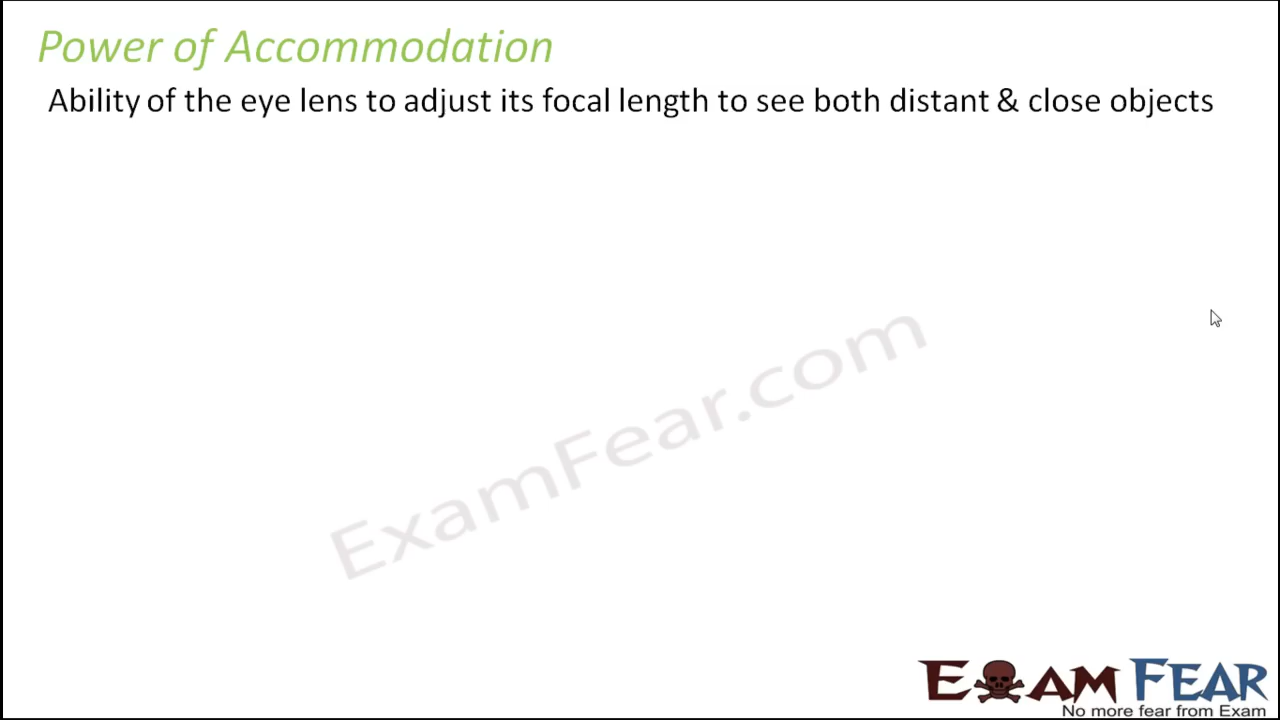 Power of Accommodation
Ability of the eye lens to adjust its focal length to see both distant & close objects
ExamFear.com
EXAM FEAR
No more fear from Exam